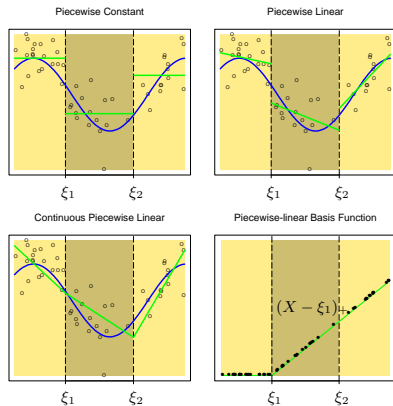 Piecewise Constant
Piecewise Linear
ξ₁ ξ₂
ξ₁ ξ₂
Continuous Piecewise Linear
Piecewise-linear Basis Function
(X − ξ₁)₊
ξ₁ ξ₂
ξ₁ ξ₂